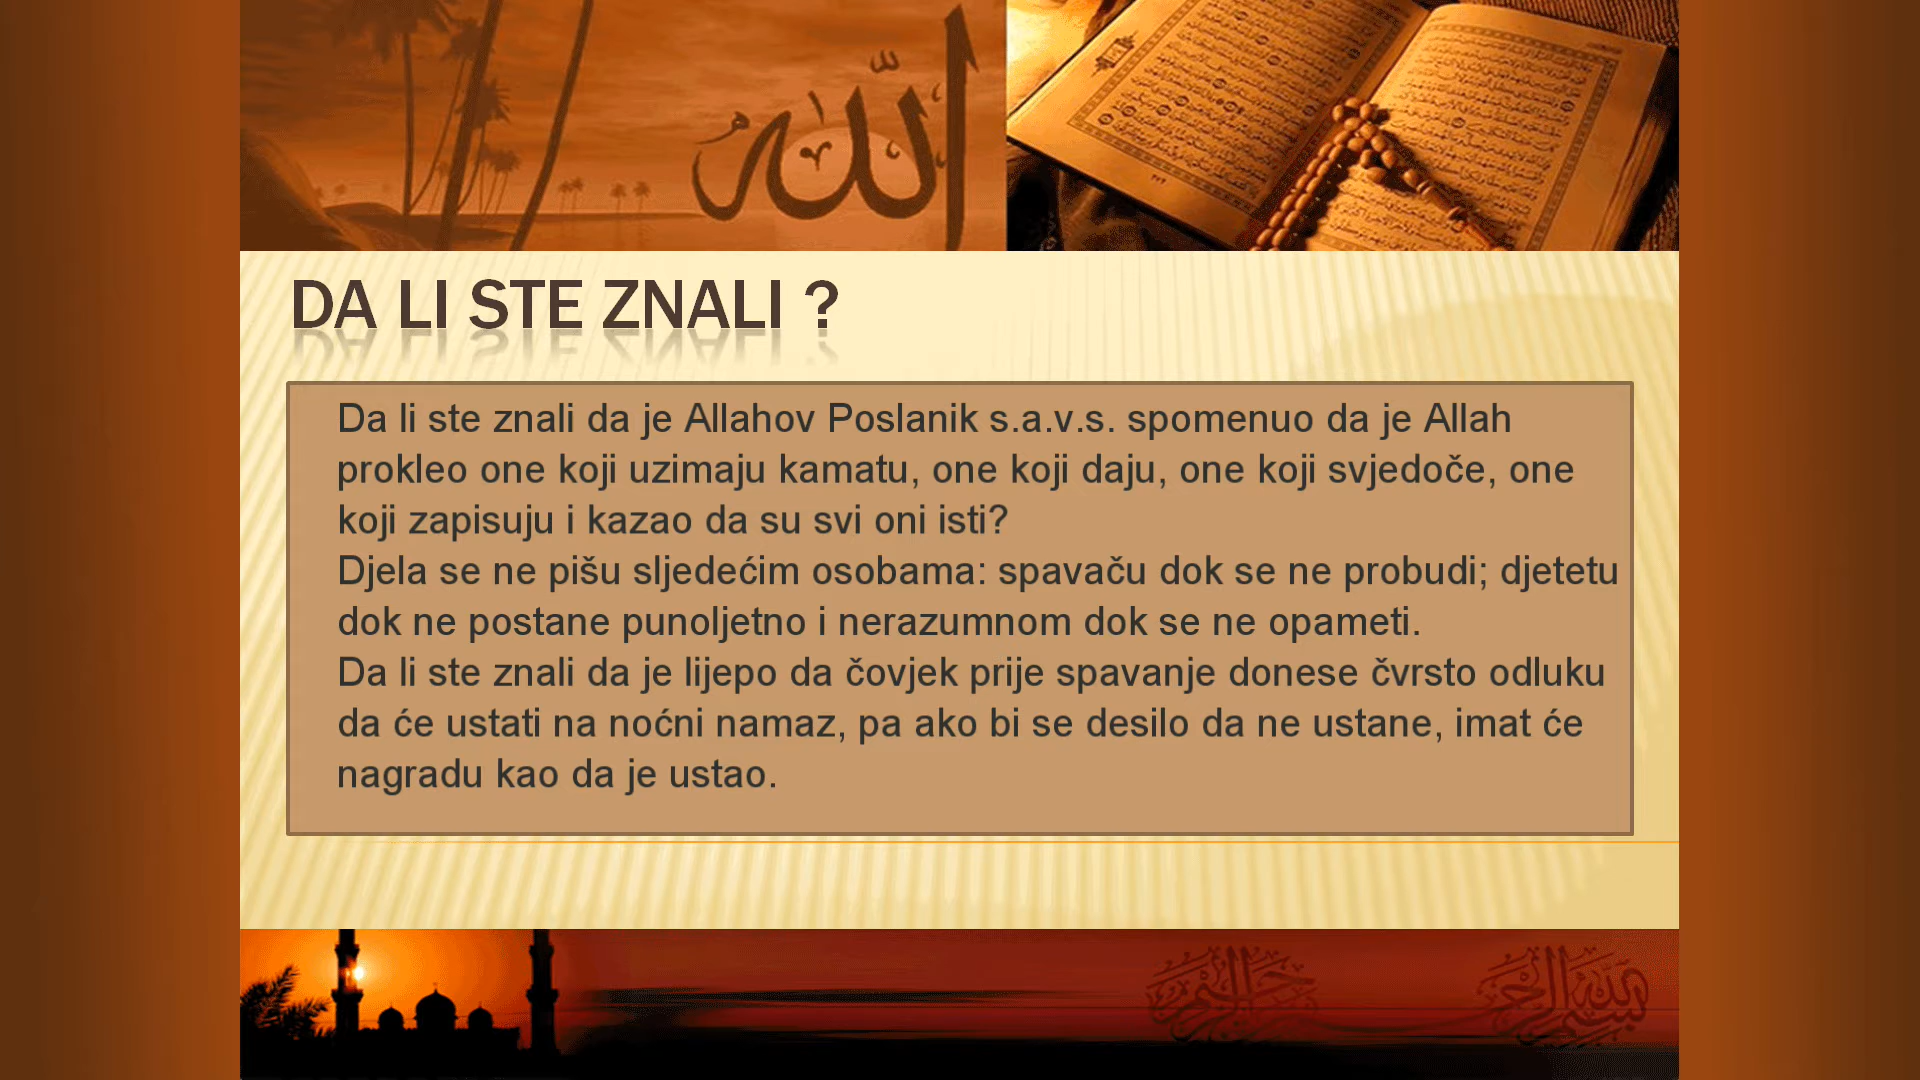 الله
DA LI STE ZNALI ?
Da li ste znali da je Allahov Poslanik s.a.v.s. spomenuo da je Allah
prokleo one koji uzimaju kamatu, one koji daju, one koji svjedoče, one
koji zapisuju i kazao da su svi oni isti?
Djela se ne pišu sljedećim osobama: spavaču dok se ne probudi; djetetu
dok ne postane punoljetno i nerazumnom dok se ne opameti.
Da li ste znali da je lijepo da čovjek prije spavanje donese čvrsto odluku
da će ustati na noćni namaz, pa ako bi se desilo da ne ustane, imat će
nagradu kao da je ustao.